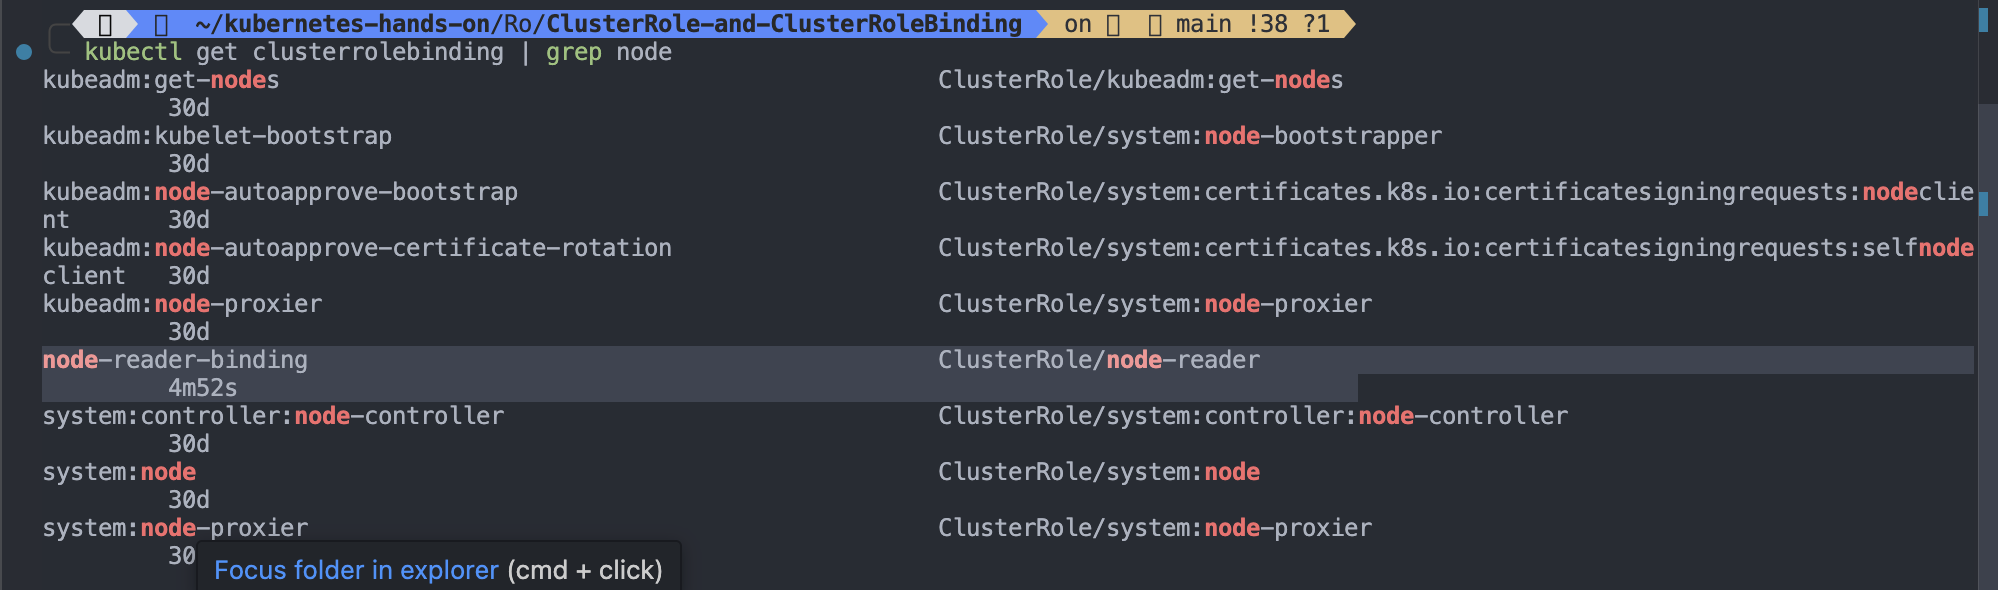 ~/kubernetes-hands-on/Ro/ClusterRole-and-ClusterRoleBinding on main !38 ?1
kubectl get clusterrolebinding | grep node
kubeadm:get-nodes ClusterRole/kubeadm:get-nodes
30d
kubeadm:kubelet-bootstrap ClusterRole/system:node-bootstrapper
30d
kubeadm:node-autoapprove-bootstrap ClusterRole/system:certificates.k8s.io:certificatesigningrequests:nodeclie
nt 30d
kubeadm:node-autoapprove-certificate-rotation ClusterRole/system:certificates.k8s.io:certificatesigningrequests:selfnode
client 30d
kubeadm:node-proxier ClusterRole/system:node-proxier
30d
node-reader-binding ClusterRole/node-reader
4m52s
system:controller:node-controller ClusterRole/system:controller:node-controller
30d
system:node ClusterRole/system:node
30d
system:node-proxier ClusterRole/system:node-proxier
30
Focus folder in explorer (cmd + click)